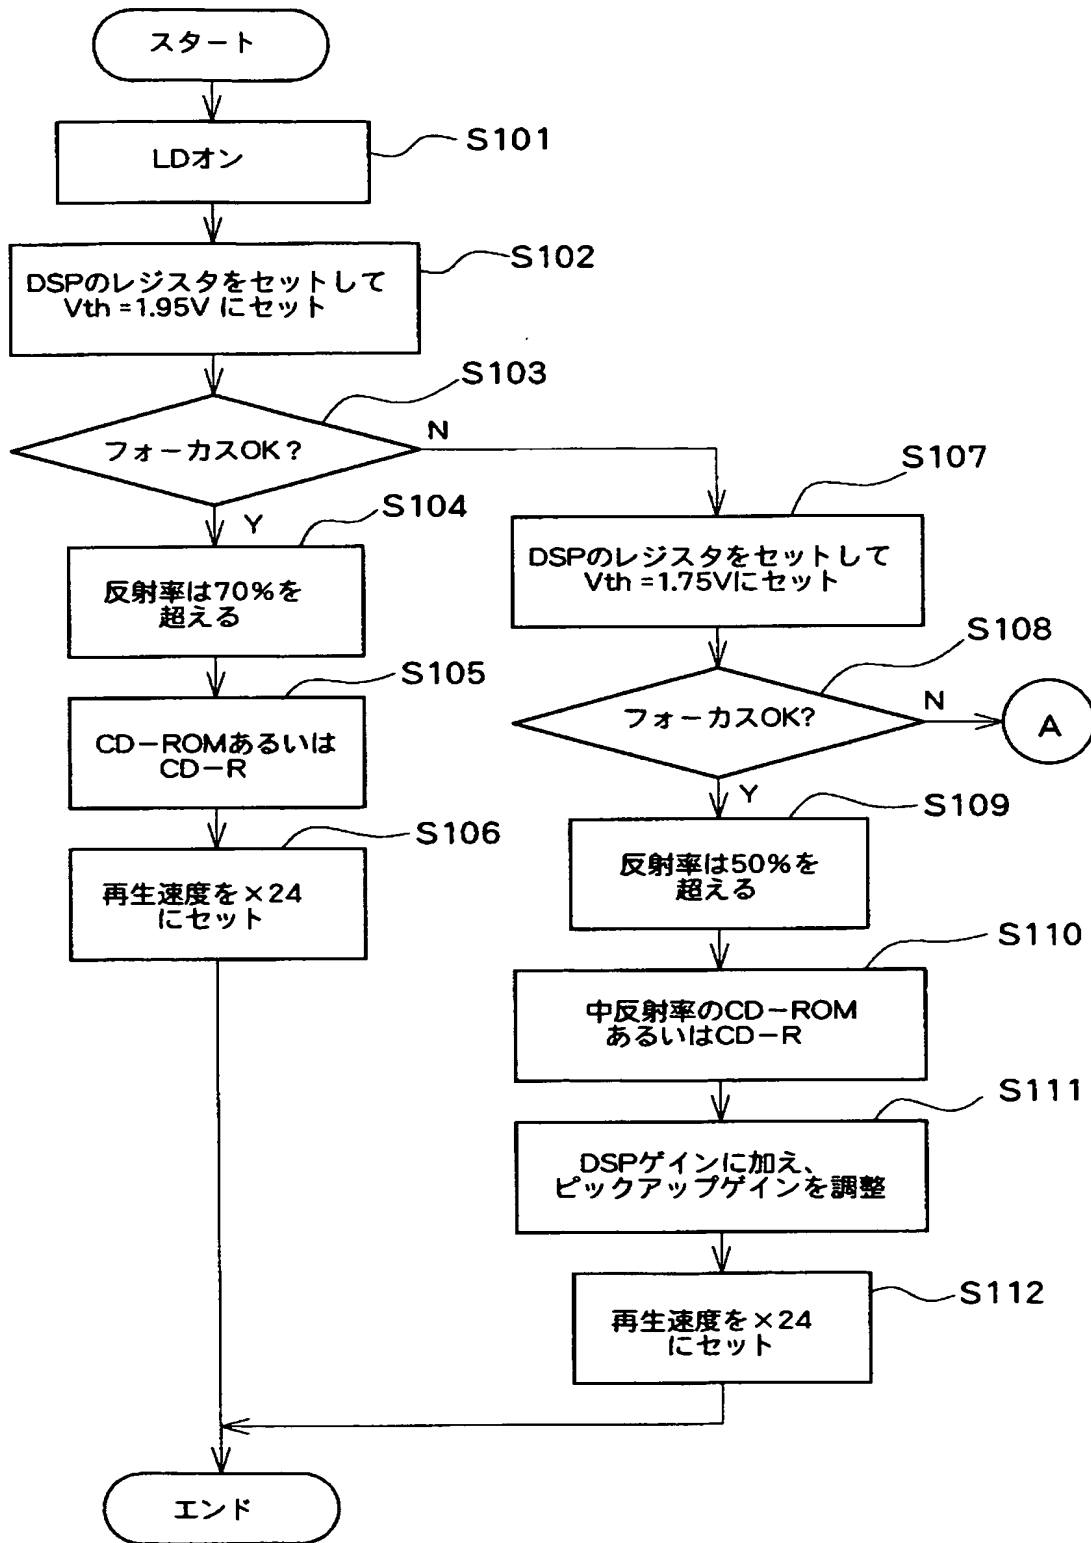 スタート
LDオン
S101
DSPのレジスタをセットして
Vth =1.95V にセット
S102
フォーカスOK？
S103
N
Y
反射率は70%を
超える
S104
CD−ROMあるいは
CD−R
S105
再生速度を×24
にセット
S106
DSPのレジスタをセットして
Vth =1.75Vにセット
S107
フォーカスOK?
S108
N
A
Y
反射率は50%を
超える
S109
中反射率のCD−ROM
あるいはCD−R
S110
DSPゲインに加え、
ピックアップゲインを調整
S111
再生速度を×24
にセット
S112
エンド